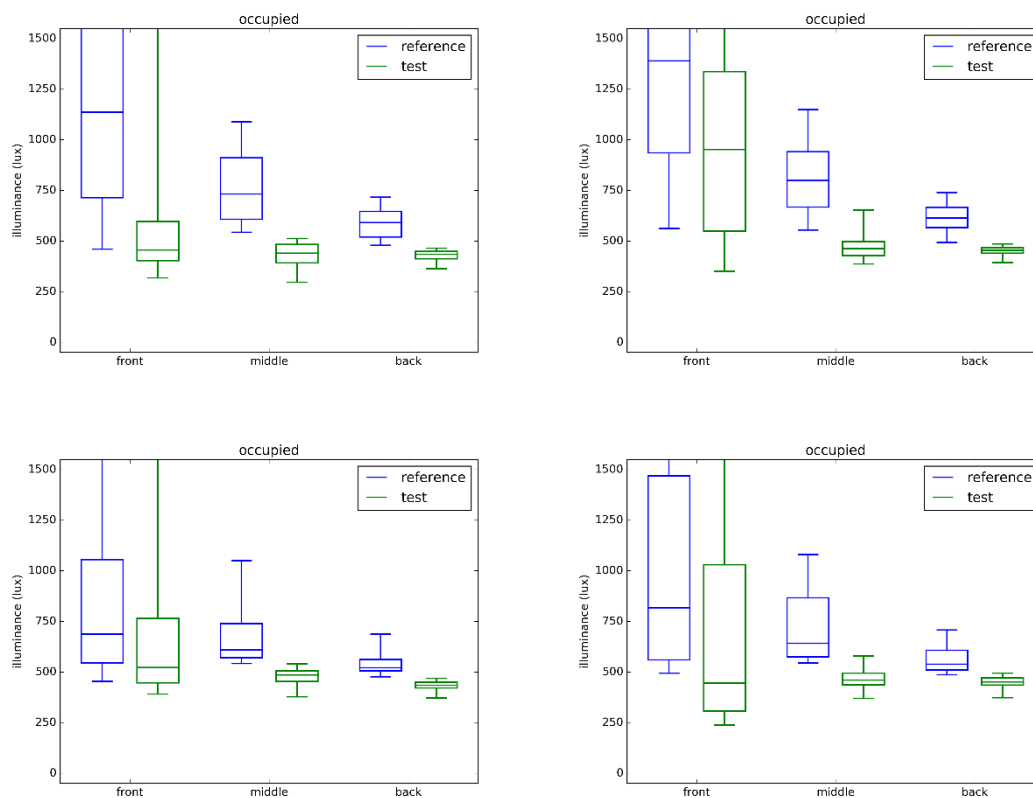 occupied
1500
1250
1000
750
500
250
0
illuminance (lux)
reference
test
front middle back
occupied
1500
1250
1000
750
500
250
0
illuminance (lux)
reference
test
front middle back
occupied
1500
1250
1000
750
500
250
0
illuminance (lux)
reference
test
front middle back
occupied
1500
1250
1000
750
500
250
0
illuminance (lux)
reference
test
front middle back